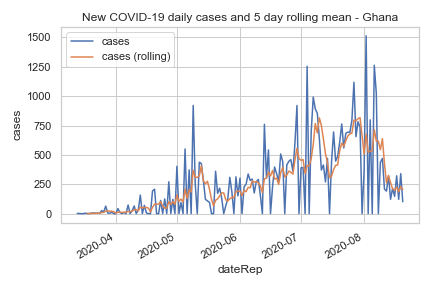 New COVID-19 daily cases and 5 day rolling mean - Ghana
cases
cases (rolling)
1500
1250
1000
750
500
250
0
cases
2020-04
2020-05
2020-06
2020-07
2020-08
dateRep